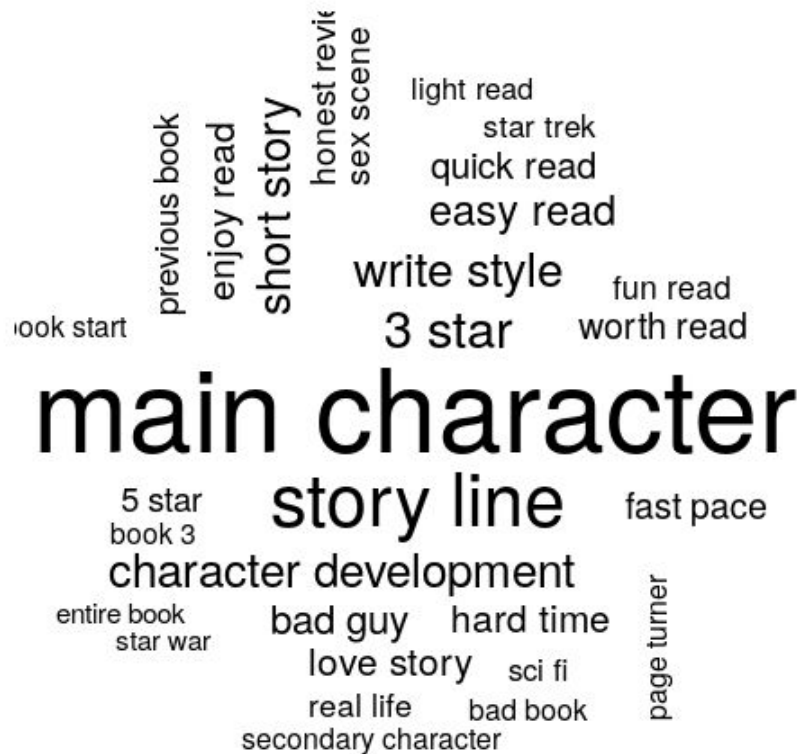 honest revie
sex scene
light read
star trek
short story
previous book
enjoy read
quick read
easy read
write style
fun read
3 star
worth read
ook start
main character
story line
5 star
fast pace
book 3
character development
page turner
entire book
bad guy
hard time
star war
love story
sci fi
real life
bad book
secondary character